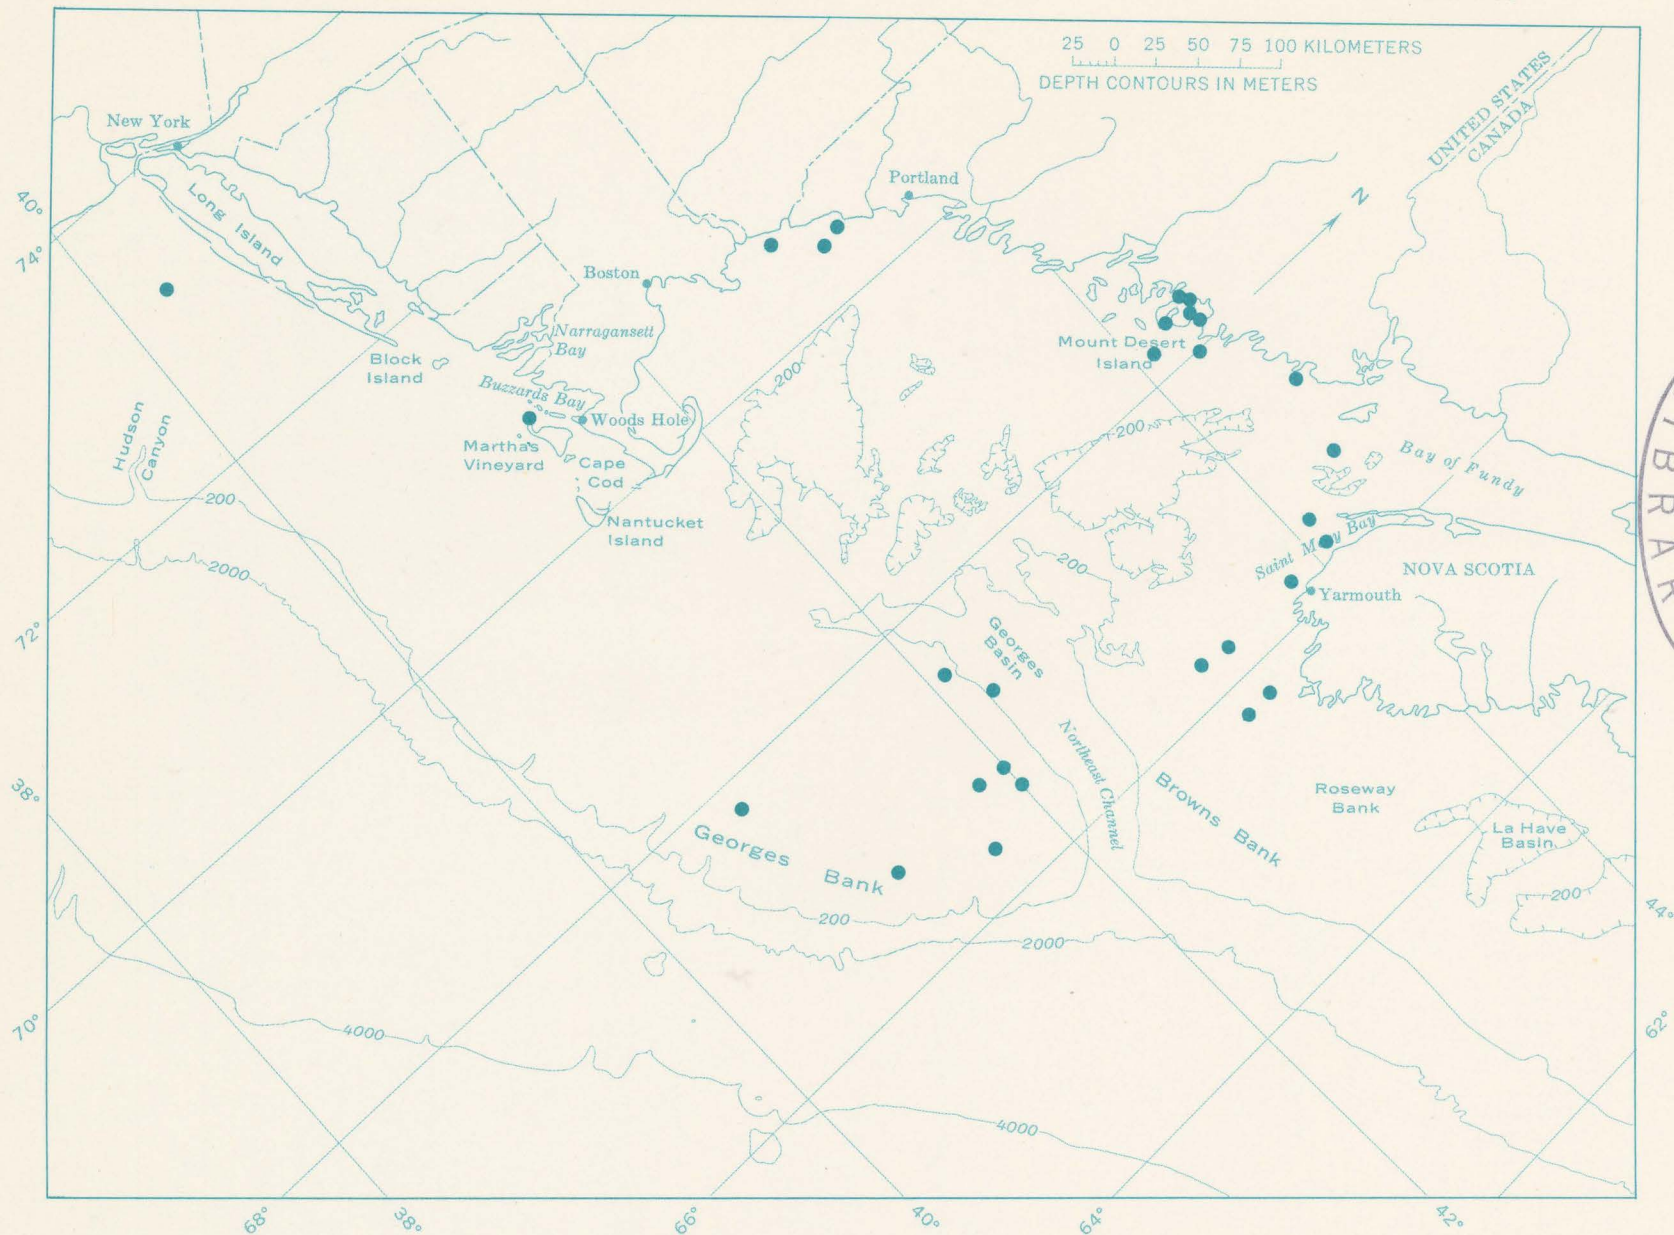 25 0 25 50 75 100 KILOMETERS
DEPTH CONTOURS IN METERS
UNITED STATES
CANADA
New York
Portland
N
40°
74°
Long Island
Boston
Narragansett
Bay
Mount Desert
Island
Block
Island
200
Buzzards Bay
Woods Hole
Hudson
Canyon
Marthas
Vineyard
Cape
Cod
200
Bay of Fundy
200
Nantucket
Island
2000
200
Saint Mary Bay
NOVA SCOTIA
Yarmouth
72°
Georges
Basin
Northeast Channel
38°
Browns Bank
Roseway
Bank
La Have
Basin
Georges Bank
200
200
44°
2000
70°
4000
62°
4000
68°
38°
66°
40°
64°
42°
BRAR